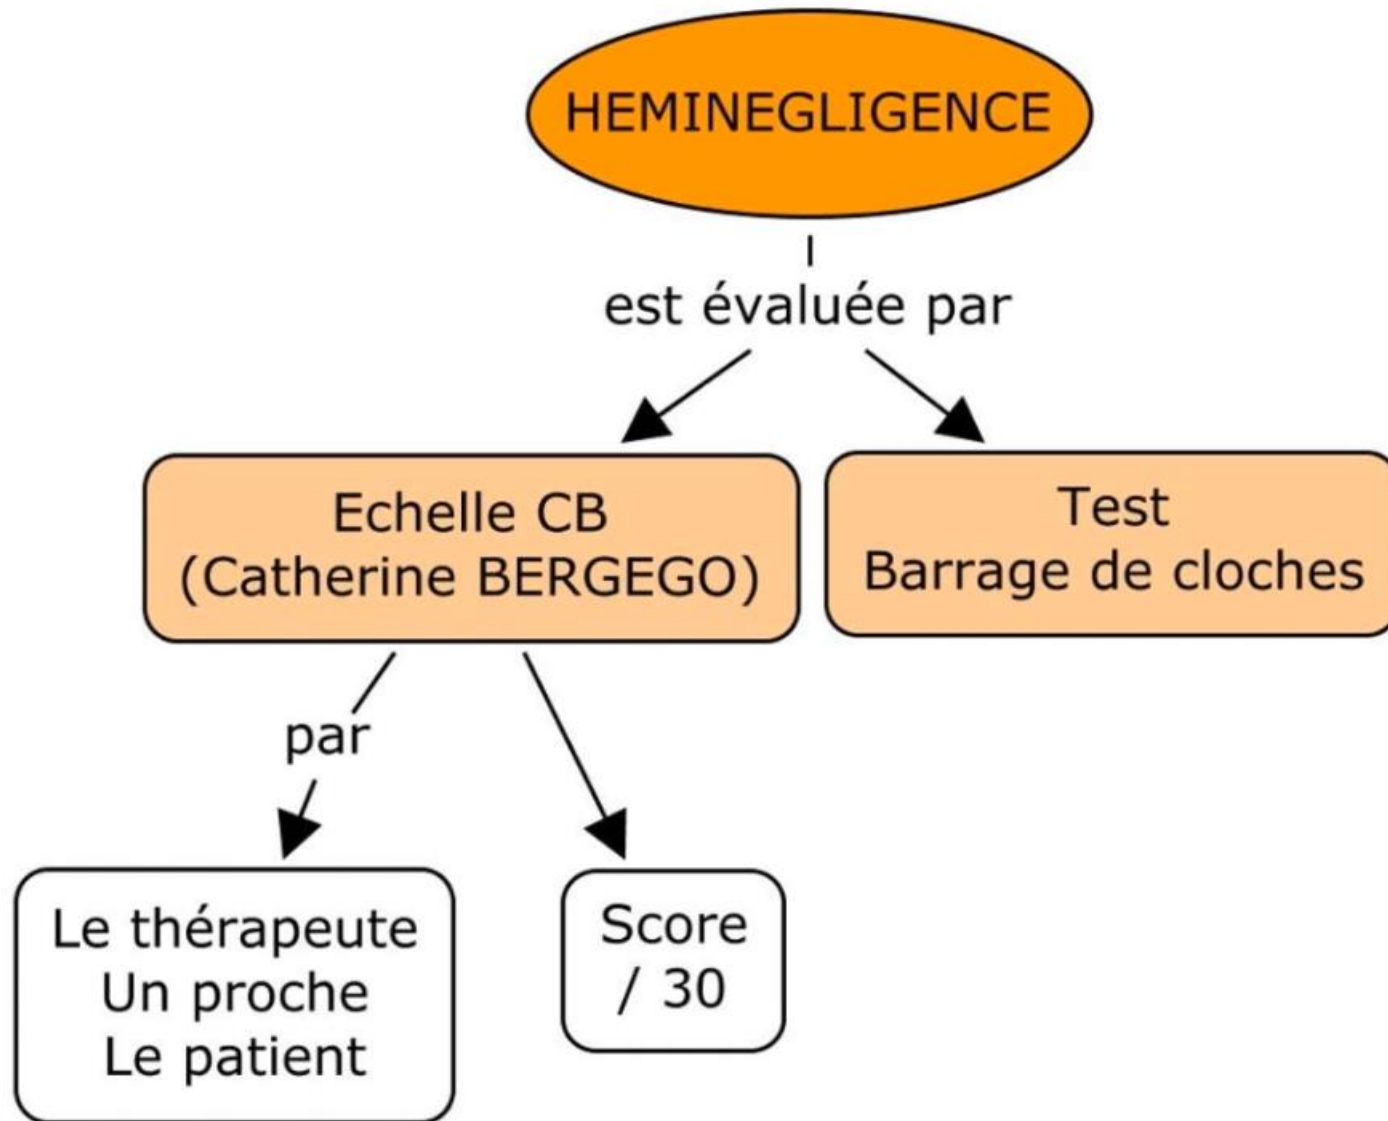 HEMINEGLIGENCE
est évaluée par
Echelle CB
(Catherine BERGEGO)
Test
Barrage de cloches
par
Le thérapeute
Un proche
Le patient
Score
/ 30